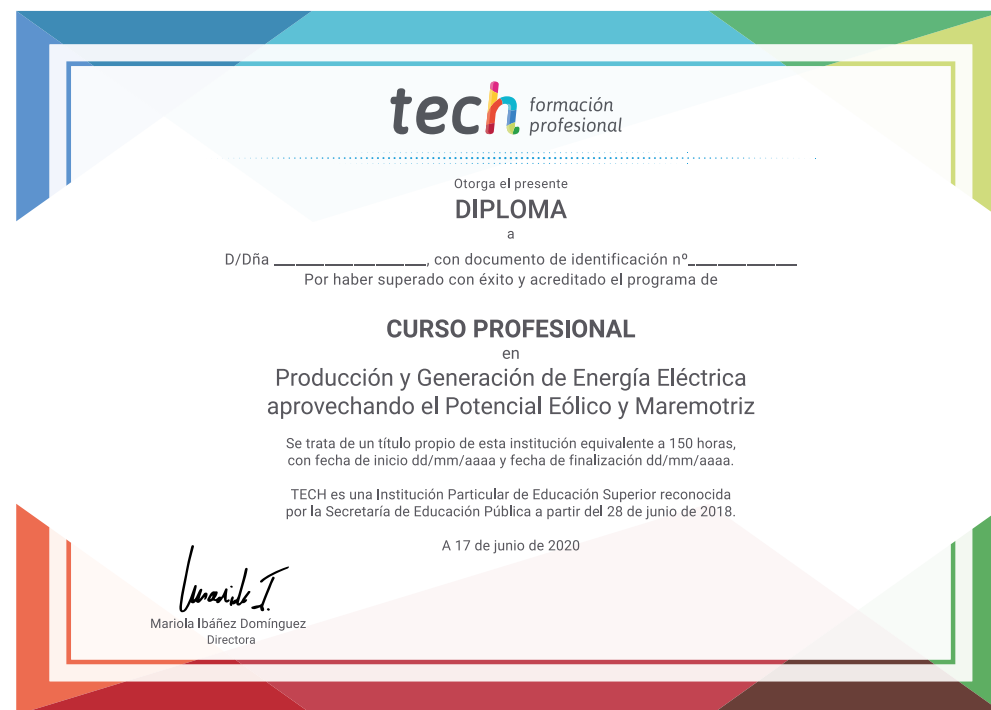 tech formación
profesional
Otorga el presente
DIPLOMA
a
D/Dña ______________, con documento de identificación nº__________
Por haber superado con éxito y acreditado el programa de
CURSO PROFESIONAL
en
Producción y Generación de Energía Eléctrica
aprovechando el Potencial Eólico y Maremotriz
Se trata de un título propio de esta institución equivalente a 150 horas,
con fecha de inicio dd/mm/aaaa y fecha de finalización dd/mm/aaaa.
TECH es una Institución Particular de Educación Superior reconocida
por la Secretaría de Educación Pública a partir del 28 de junio de 2018.
A 17 de junio de 2020
Mariola Ibáñez Domínguez
Directora